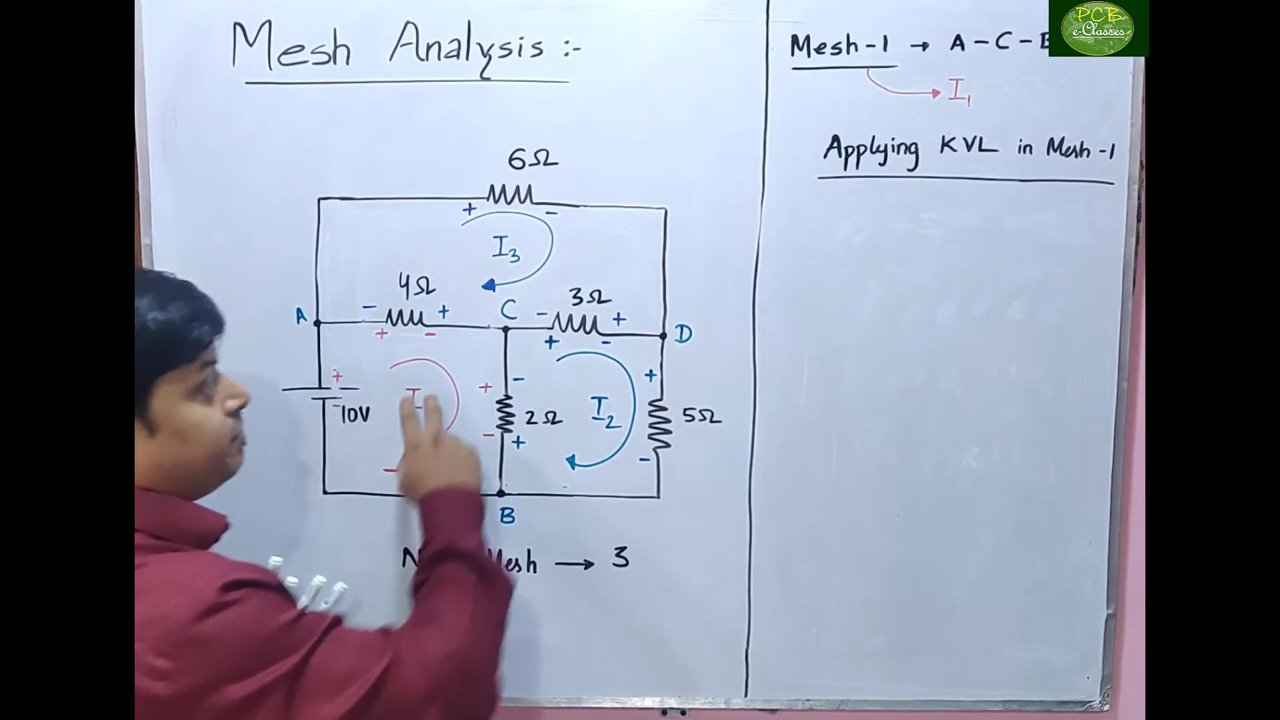 Mesh Analysis :-
6Ω
+ -
I3
4Ω
3Ω
- +
C
- +
A
+ -
+ -
D
+
+
-
+
10V
I2
2Ω
5Ω
-
-
+
-
B
Mesh → 3
PCB
e-Classes
Mesh-1 → A-C-
I1
Applying KVL in Mesh-1